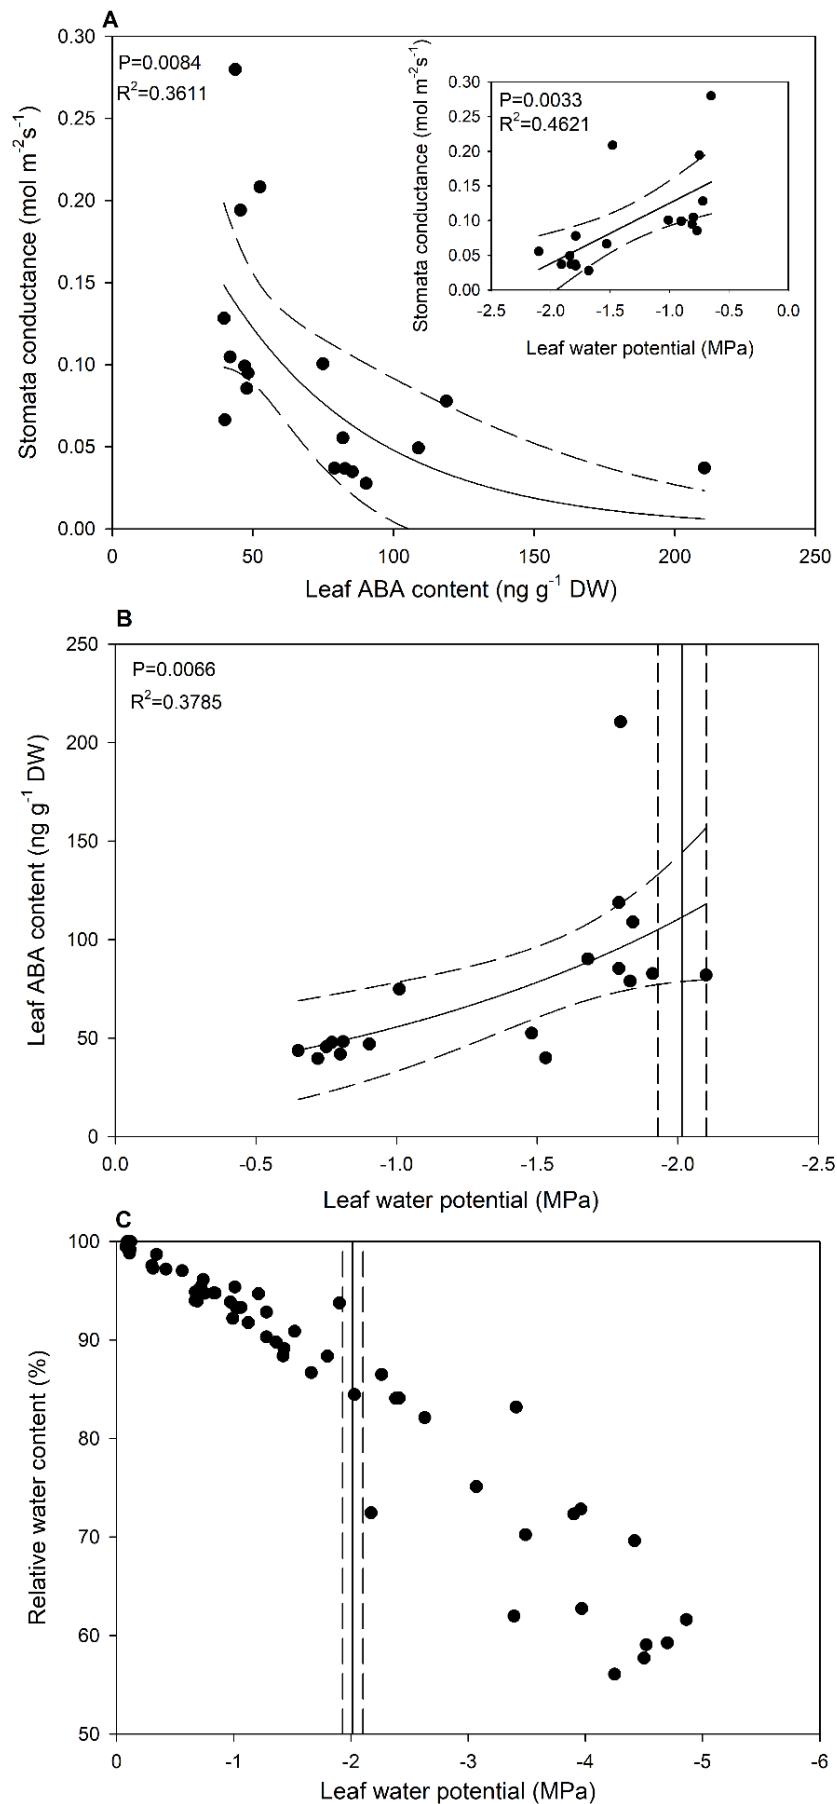 A
P=0.0084
R²=0.3611
Stomata conductance (mol m⁻²s⁻¹)
0.30
0.25
0.20
0.15
0.10
0.05
0.00
0 50 100 150 200 250
Leaf ABA content (ng g⁻¹ DW)
P=0.0033
R²=0.4621
Stomata conductance (mol m⁻²s⁻¹)
0.30
0.25
0.20
0.15
0.10
0.05
0.00
-2.5 -2.0 -1.5 -1.0 -0.5 0.0
Leaf water potential (MPa)
B
P=0.0066
R²=0.3785
Leaf ABA content (ng g⁻¹ DW)
250
200
150
100
50
0
0.0 -0.5 -1.0 -1.5 -2.0 -2.5
Leaf water potential (MPa)
C
Relative water content (%)
100
90
80
70
60
50
0 -1 -2 -3 -4 -5 -6
Leaf water potential (MPa)